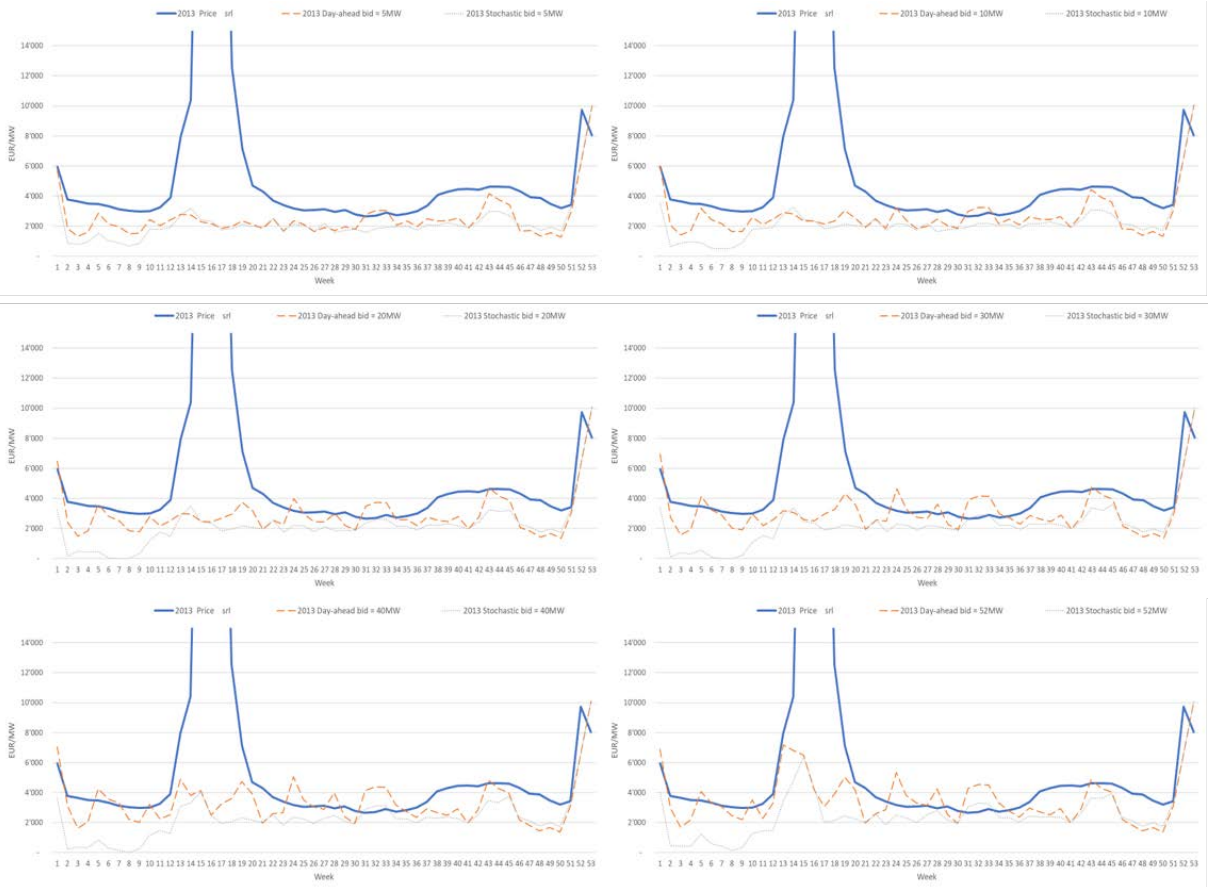 2013 Price srl 2013 Day-ahead bid = 5MW 2013 Stochastic bid = 5MW
14'000
12'000
10'000
8'000
6'000
4'000
2'000
-
EUR/MW
1 2 3 4 5 6 7 8 9 10 11 12 13 14 15 16 17 18 19 20 21 22 23 24 25 26 27 28 29 30 31 32 33 34 35 36 37 38 39 40 41 42 43 44 45 46 47 48 49 50 51 52 53
Week
2013 Price srl 2013 Day-ahead bid = 10MW 2013 Stochastic bid = 10MW
14'000
12'000
10'000
8'000
6'000
4'000
2'000
-
EUR/MW
1 2 3 4 5 6 7 8 9 10 11 12 13 14 15 16 17 18 19 20 21 22 23 24 25 26 27 28 29 30 31 32 33 34 35 36 37 38 39 40 41 42 43 44 45 46 47 48 49 50 51 52 53
Week
2013 Price srl 2013 Day-ahead bid = 20MW 2013 Stochastic bid = 20MW
14'000
12'000
10'000
8'000
6'000
4'000
2'000
-
EUR/MW
1 2 3 4 5 6 7 8 9 10 11 12 13 14 15 16 17 18 19 20 21 22 23 24 25 26 27 28 29 30 31 32 33 34 35 36 37 38 39 40 41 42 43 44 45 46 47 48 49 50 51 52 53
Week
2013 Price srl 2013 Day-ahead bid = 30MW 2013 Stochastic bid = 30MW
14'000
12'000
10'000
8'000
6'000
4'000
2'000
-
EUR/MW
1 2 3 4 5 6 7 8 9 10 11 12 13 14 15 16 17 18 19 20 21 22 23 24 25 26 27 28 29 30 31 32 33 34 35 36 37 38 39 40 41 42 43 44 45 46 47 48 49 50 51 52 53
Week
2013 Price srl 2013 Day-ahead bid = 40MW 2013 Stochastic bid = 40MW
14'000
12'000
10'000
8'000
6'000
4'000
2'000
-
EUR/MW
1 2 3 4 5 6 7 8 9 10 11 12 13 14 15 16 17 18 19 20 21 22 23 24 25 26 27 28 29 30 31 32 33 34 35 36 37 38 39 40 41 42 43 44 45 46 47 48 49 50 51 52 53
Week
2013 Price srl 2013 Day-ahead bid = 52MW 2013 Stochastic bid = 52MW
14'000
12'000
10'000
8'000
6'000
4'000
2'000
-
EUR/MW
1 2 3 4 5 6 7 8 9 10 11 12 13 14 15 16 17 18 19 20 21 22 23 24 25 26 27 28 29 30 31 32 33 34 35 36 37 38 39 40 41 42 43 44 45 46 47 48 49 50 51 52 53
Week